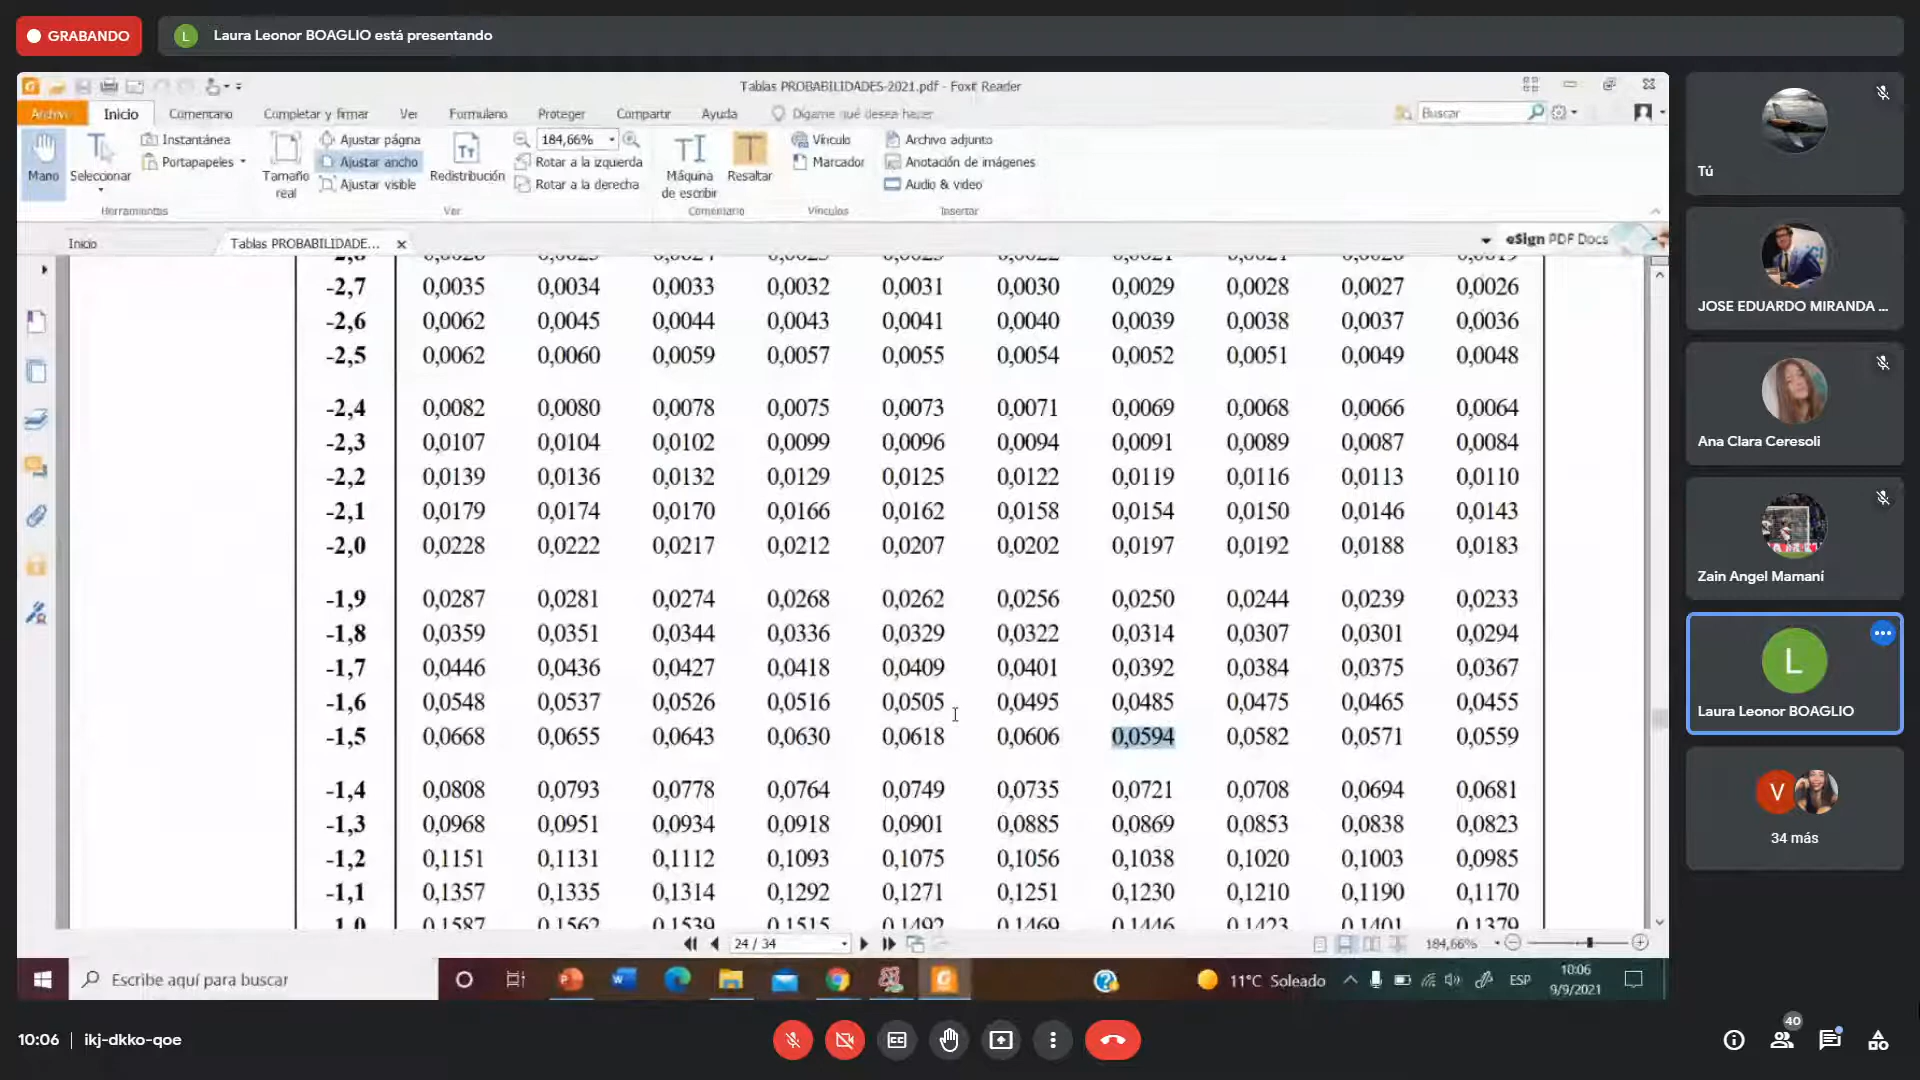 GRABANDO
L Laura Leonor BOAGLIO está presentando
Tablas PROBABILIDADES-2021.pdf - Foxit Reader
Archivo Inicio Comentario Completar y firmar Ver Formulario Proteger Compartir Ayuda Dígame qué desea hacer Buscar
Mano
Seleccionar
Instantánea
Portapapeles
Herramientas
Tamaño real
Ajustar página
Ajustar ancho
Ajustar visible
Redistribución
184,66%
Rotar a la izquierda
Rotar a la derecha
Ver
Máquina de escribir
Resaltar
Comentario
Vínculo
Marcador
Vínculos
Archivo adjunto
Anotación de imágenes
Audio & video
Insertar
Inicio Tablas PROBABILIDADE... eSign PDF Docs
-2,7 0,0035 0,0034 0,0033 0,0032 0,0031 0,0030 0,0029 0,0028 0,0027 0,0026
-2,6 0,0062 0,0045 0,0044 0,0043 0,0041 0,0040 0,0039 0,0038 0,0037 0,0036
-2,5 0,0062 0,0060 0,0059 0,0057 0,0055 0,0054 0,0052 0,0051 0,0049 0,0048
-2,4 0,0082 0,0080 0,0078 0,0075 0,0073 0,0071 0,0069 0,0068 0,0066 0,0064
-2,3 0,0107 0,0104 0,0102 0,0099 0,0096 0,0094 0,0091 0,0089 0,0087 0,0084
-2,2 0,0139 0,0136 0,0132 0,0129 0,0125 0,0122 0,0119 0,0116 0,0113 0,0110
-2,1 0,0179 0,0174 0,0170 0,0166 0,0162 0,0158 0,0154 0,0150 0,0146 0,0143
-2,0 0,0228 0,0222 0,0217 0,0212 0,0207 0,0202 0,0197 0,0192 0,0188 0,0183
-1,9 0,0287 0,0281 0,0274 0,0268 0,0262 0,0256 0,0250 0,0244 0,0239 0,0233
-1,8 0,0359 0,0351 0,0344 0,0336 0,0329 0,0322 0,0314 0,0307 0,0301 0,0294
-1,7 0,0446 0,0436 0,0427 0,0418 0,0409 0,0401 0,0392 0,0384 0,0375 0,0367
-1,6 0,0548 0,0537 0,0526 0,0516 0,0505 0,0495 0,0485 0,0475 0,0465 0,0455
-1,5 0,0668 0,0655 0,0643 0,0630 0,0618 0,0606 0,0594 0,0582 0,0571 0,0559
-1,4 0,0808 0,0793 0,0778 0,0764 0,0749 0,0735 0,0721 0,0708 0,0694 0,0681
-1,3 0,0968 0,0951 0,0934 0,0918 0,0901 0,0885 0,0869 0,0853 0,0838 0,0823
-1,2 0,1151 0,1131 0,1112 0,1093 0,1075 0,1056 0,1038 0,1020 0,1003 0,0985
-1,1 0,1357 0,1335 0,1314 0,1292 0,1271 0,1251 0,1230 0,1210 0,1190 0,1170
1,0 0,1587 0,1562 0,1539 0,1515 0,1492 0,1469 0,1446 0,1423 0,1401 0,1379
24 / 34 184,66%
Escribe aquí para buscar 11°C Soleado ESP 10:06
9/9/2021
Tú
JOSE EDUARDO MIRANDA ...
Ana Clara Ceresoli
Zain Angel Mamaní
L
Laura Leonor BOAGLIO
V
34 más
10:06 | ikj-dkko-qoe
40